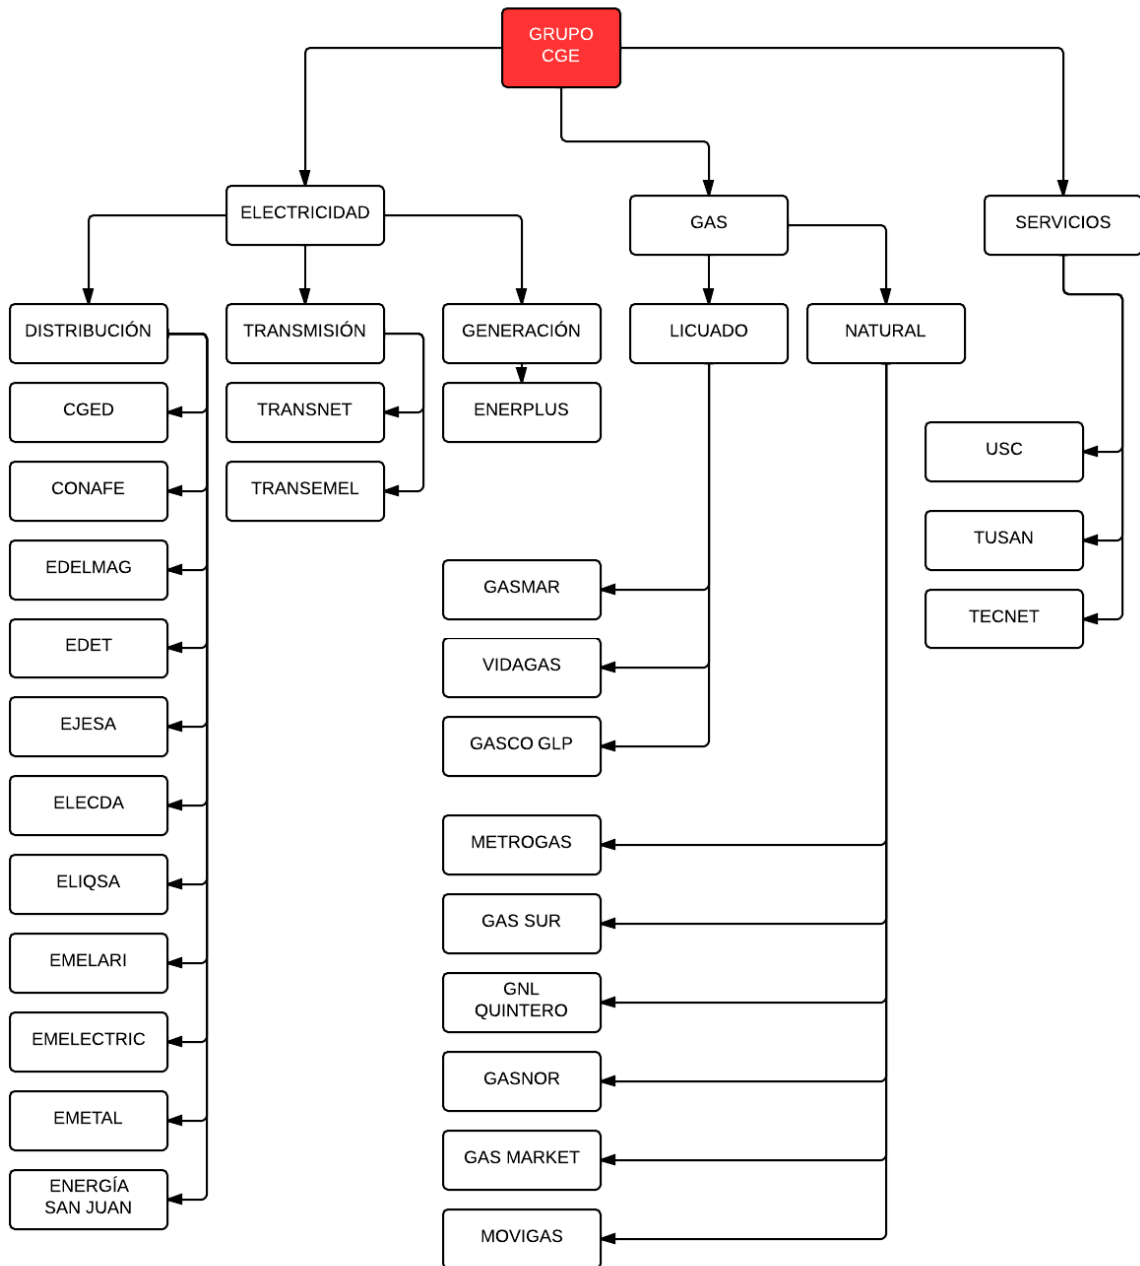 GRUPO
CGE
ELECTRICIDAD
GAS
SERVICIOS
DISTRIBUCIÓN
TRANSMISIÓN
GENERACIÓN
LICUADO
NATURAL
CGED
TRANSNET
ENERPLUS
CONAFE
TRANSEMEL
EDELMAG
EDET
EJESA
ELECDA
ELIQSA
EMELARI
EMELECTRIC
EMETAL
ENERGÍA
SAN JUAN
GASMAR
VIDAGAS
GASCO GLP
METROGAS
GAS SUR
GNL
QUINTERO
GASNOR
GAS MARKET
MOVIGAS
USC
TUSAN
TECNET